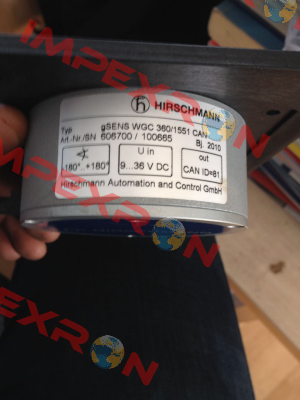 HIRSCHMANN
Typ gSENS WGC 360/1551 CAN
Art.-Nr./SN 606700 / 100665 Bj. 2010
U in out
-180°..+180° 9...36 V DC CAN ID=81
Hirschmann Automation and Control GmbH
IMPEXRON
IMPEXRON